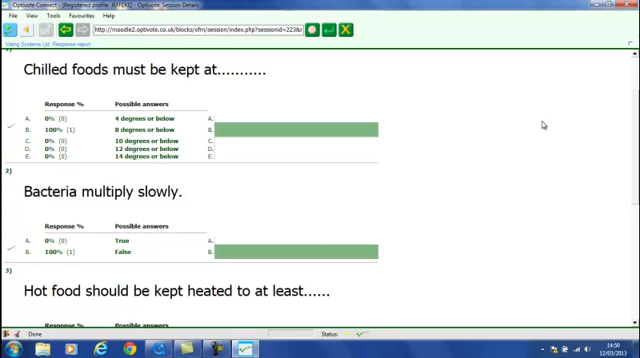 Optivote Connect - [Registered profile: JEFFEKE] - Optivote: Session Details
File View Tools Favourites Help
http://moodle2.optivote.co.uk/blocks/ofm/session/index.php?sessionid=223&r
Voting Systems Ltd Response report
Chilled foods must be kept at...........
Response % Possible answers
A. 0% (0) 4 degrees or below A.
B. 100% (1) 8 degrees or below B.
C. 0% (0) 10 degrees or below C.
D. 0% (0) 12 degrees or below D.
E. 0% (0) 14 degrees or below E.
2)
Bacteria multiply slowly.
Response % Possible answers
A. 0% (0) True A.
B. 100% (1) False B.
3)
Hot food should be kept heated to at least......
Response % Possible answers
Done Status:
14:50
12/03/2013